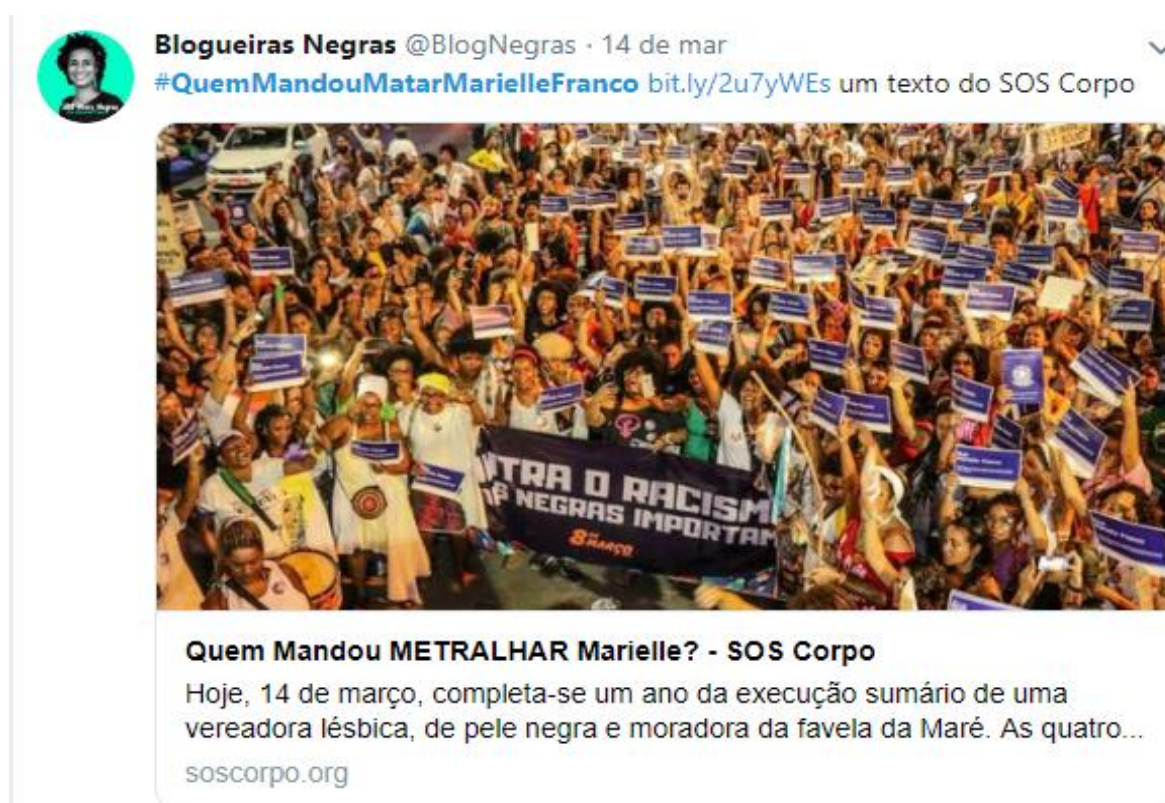 Blogueiras Negras @BlogNegras · 14 de mar
#QuemMandouMatarMarielleFranco bit.ly/2u7yWEs um texto do SOS Corpo
NTRA O RACISM
NEGRAS IMPORTAM
8 DE MARÇO
Quem Mandou METRALHAR Marielle? - SOS Corpo
Hoje, 14 de março, completa-se um ano da execução sumário de uma
vereadora lésbica, de pele negra e moradora da favela da Maré. As quatro...
soscorpo.org